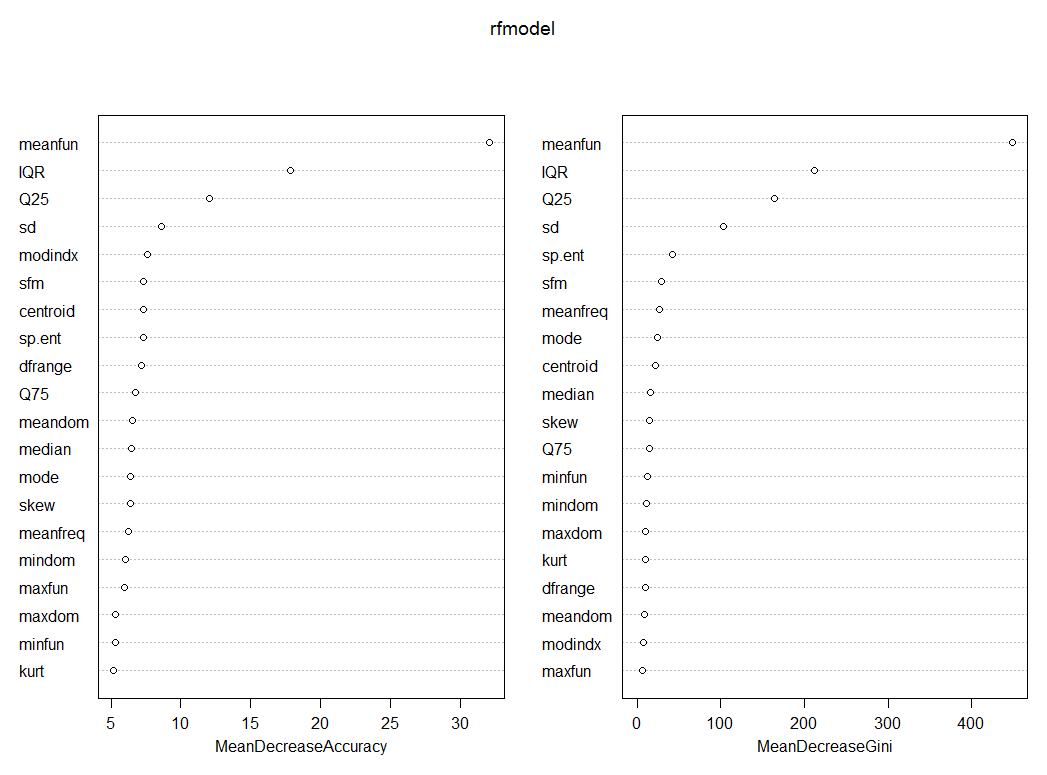 rfmodel
meanfun
IQR
Q25
sd
modindx
sfm
centroid
sp.ent
dfrange
Q75
meandom
median
mode
skew
meanfreq
mindom
maxfun
maxdom
minfun
kurt
5 10 15 20 25 30
MeanDecreaseAccuracy
meanfun
IQR
Q25
sd
sp.ent
sfm
meanfreq
mode
centroid
median
skew
Q75
minfun
mindom
maxdom
kurt
dfrange
meandom
modindx
maxfun
0 100 200 300 400
MeanDecreaseGini